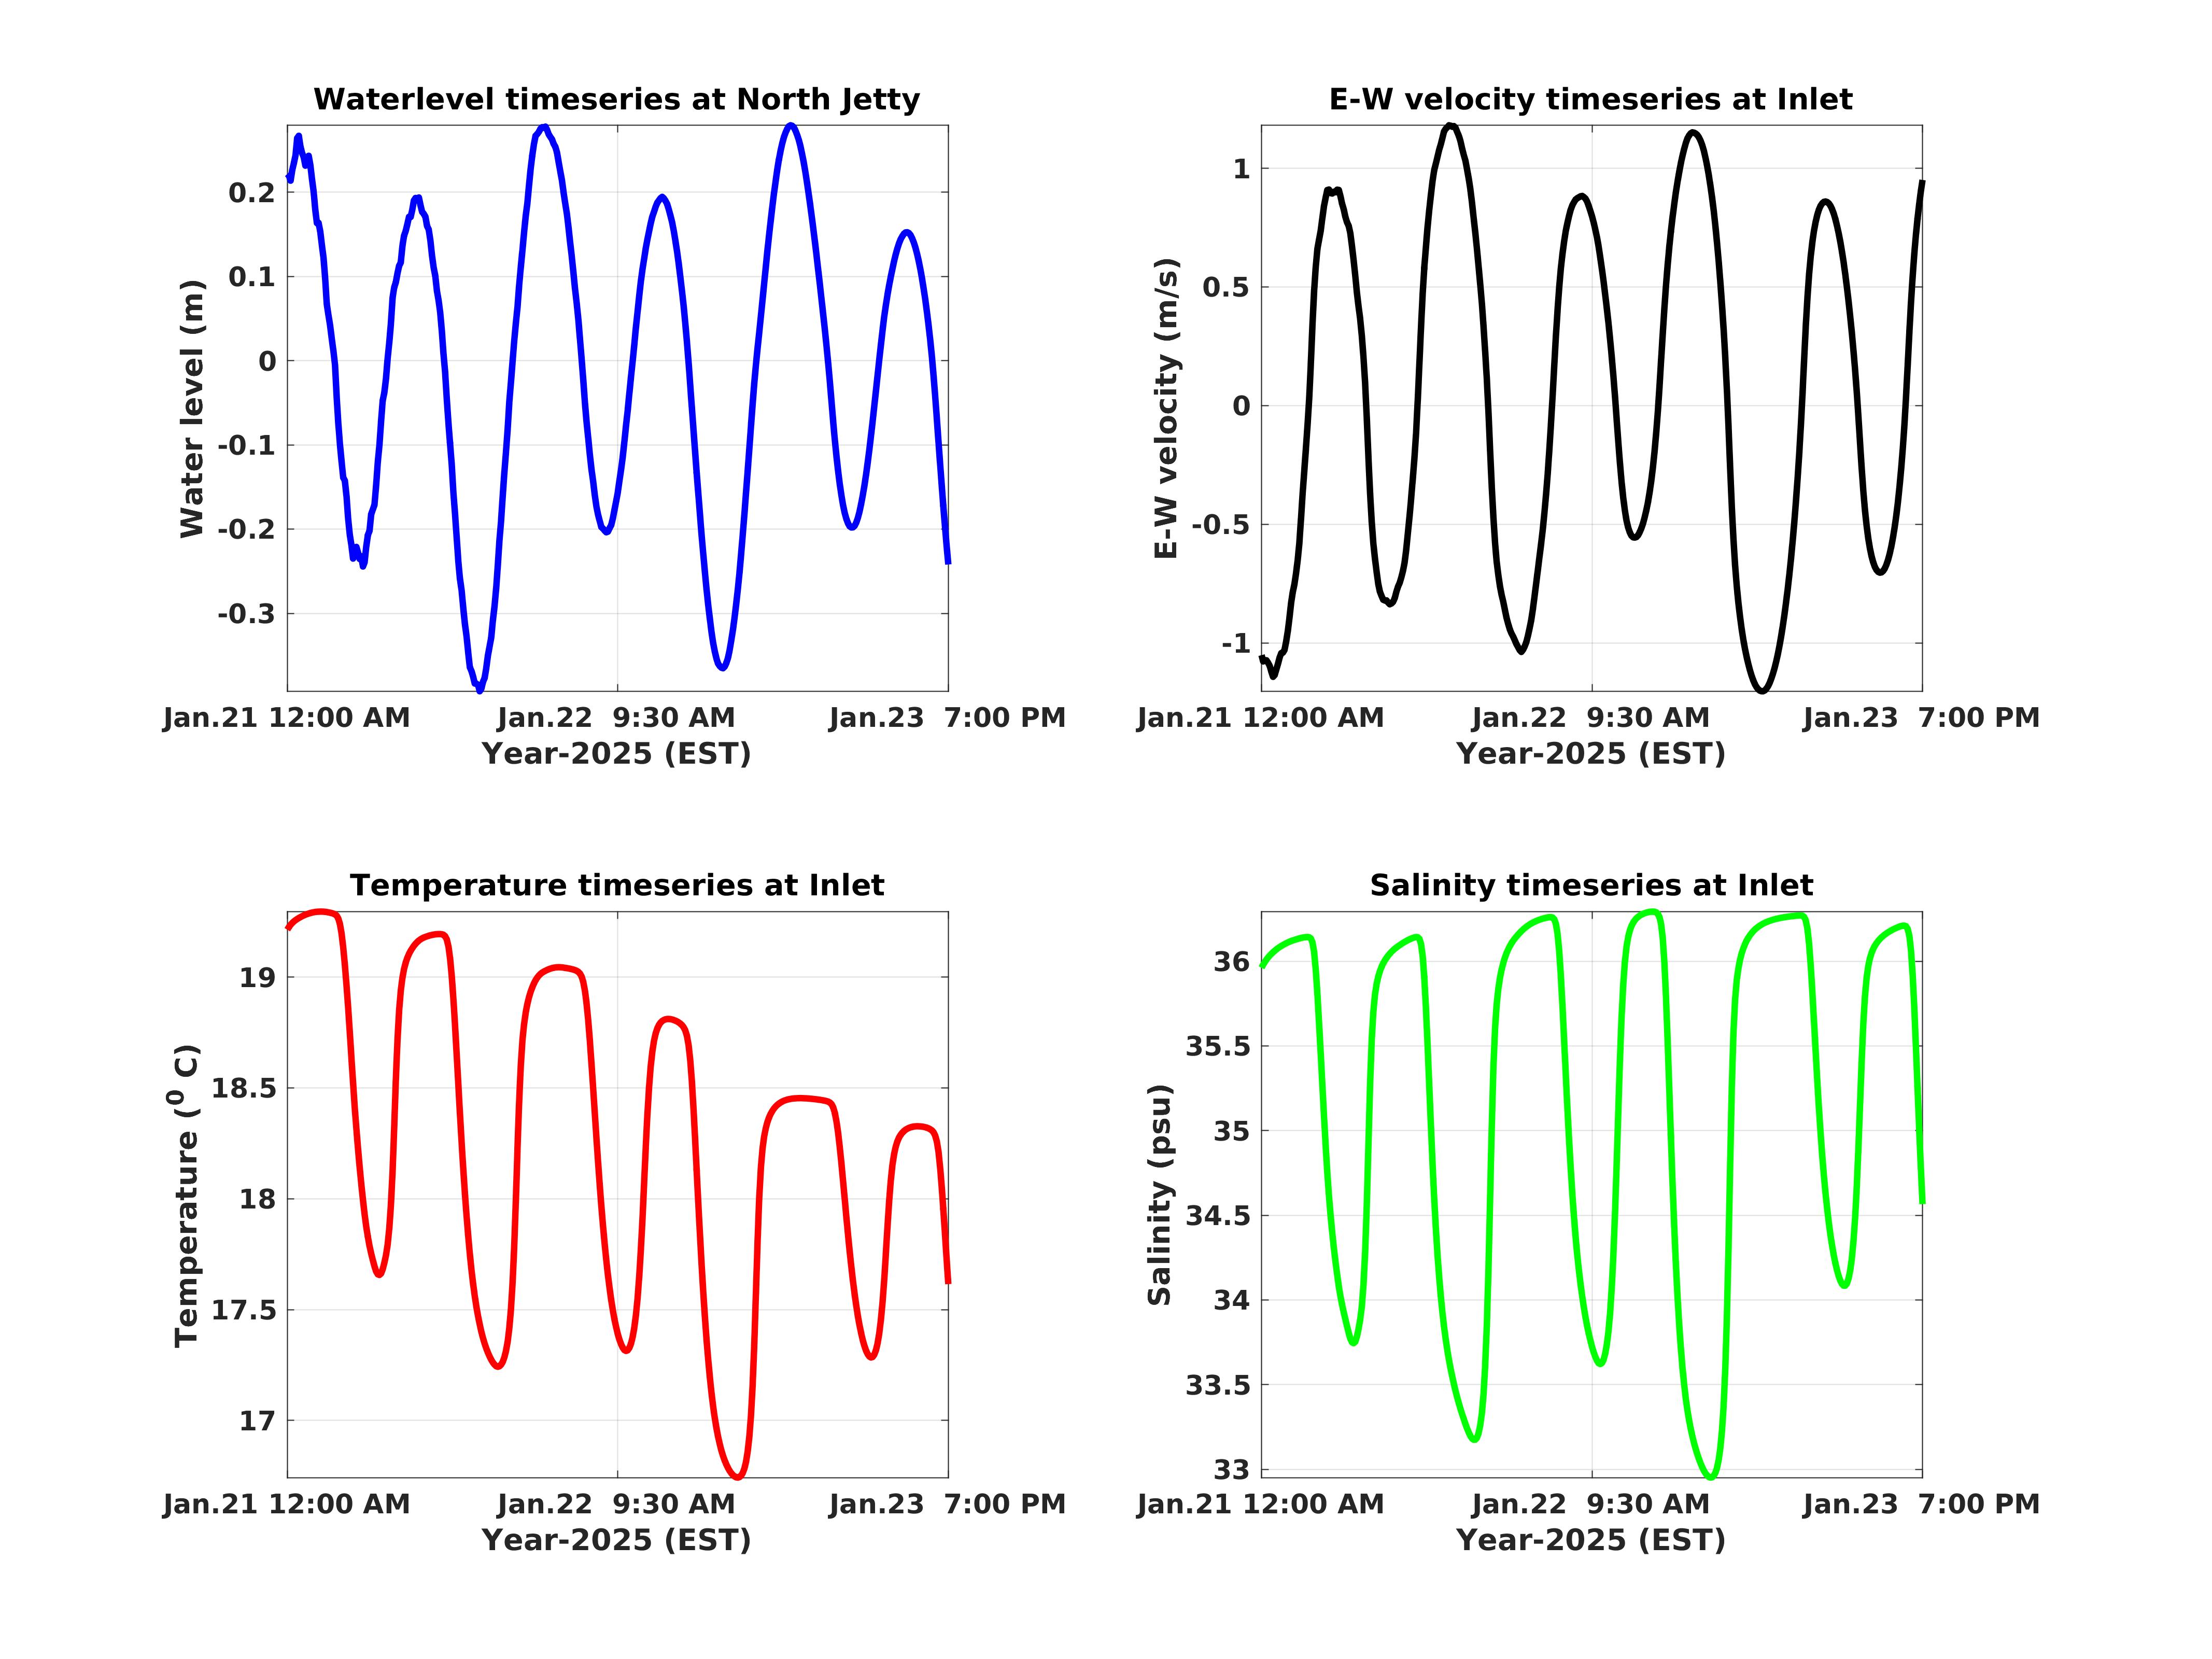 Waterlevel timeseries at North Jetty
Water level (m)
0.2
0.1
0
-0.1
-0.2
-0.3
Jan.21 12:00 AM
Jan.22  9:30 AM
Jan.23  7:00 PM
Year-2025 (EST)
E-W velocity timeseries at Inlet
E-W velocity (m/s)
1
0.5
0
-0.5
-1
Jan.21 12:00 AM
Jan.22  9:30 AM
Jan.23  7:00 PM
Year-2025 (EST)
Temperature timeseries at Inlet
Temperature (⁰ C)
19
18.5
18
17.5
17
Jan.21 12:00 AM
Jan.22  9:30 AM
Jan.23  7:00 PM
Year-2025 (EST)
Salinity timeseries at Inlet
Salinity (psu)
36
35.5
35
34.5
34
33.5
33
Jan.21 12:00 AM
Jan.22  9:30 AM
Jan.23  7:00 PM
Year-2025 (EST)